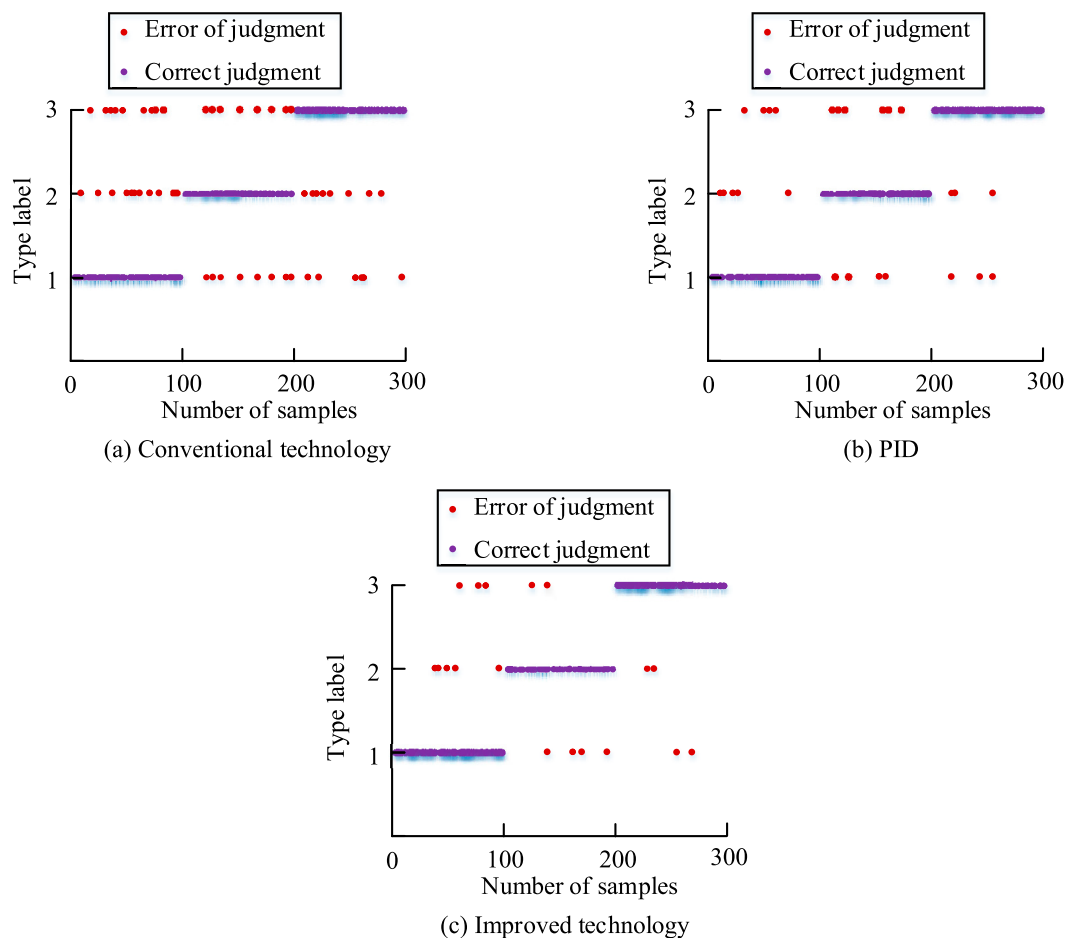 Error of judgment
Correct judgment
3
2
1
Type label
0 100 200 300
Number of samples
(a) Conventional technology
Error of judgment
Correct judgment
3
2
1
Type label
0 100 200 300
Number of samples
(b) PID
Error of judgment
Correct judgment
3
2
1
Type label
0 100 200 300
Number of samples
(c) Improved technology